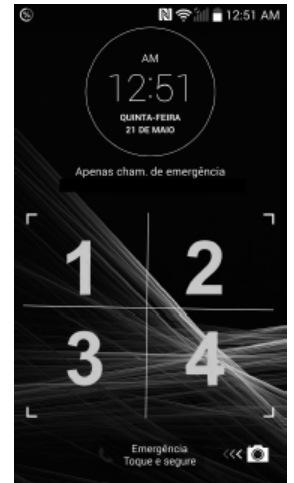 12:51 AM
AM
12:51
QUINTA-FEIRA
21 DE MAIO
Apenas cham. de emergência
1 2
3 4
Emergência
Toque e segure